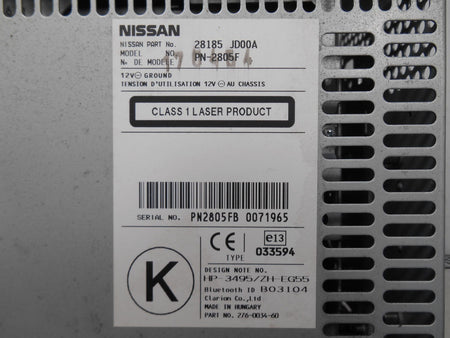 NISSAN
NISSAN PART No. 28185 JD00A
MODEL NO. PN-2805F
No DE MODELE
12V⊖GROUND
TENSION D'UTILISATION 12V ⊖ AU CHASSIS
CLASS 1 LASER PRODUCT
SERIAL NO. PN2805FB 0071965
CE e13
TYPE 033594
K
DESIGN NOTE NO.
HP-3495/ZH-EG55
Bluetooth ID B03104
Clarion Co.,Ltd
MADE IN HUNGARY
PART NO. 276-0034-60